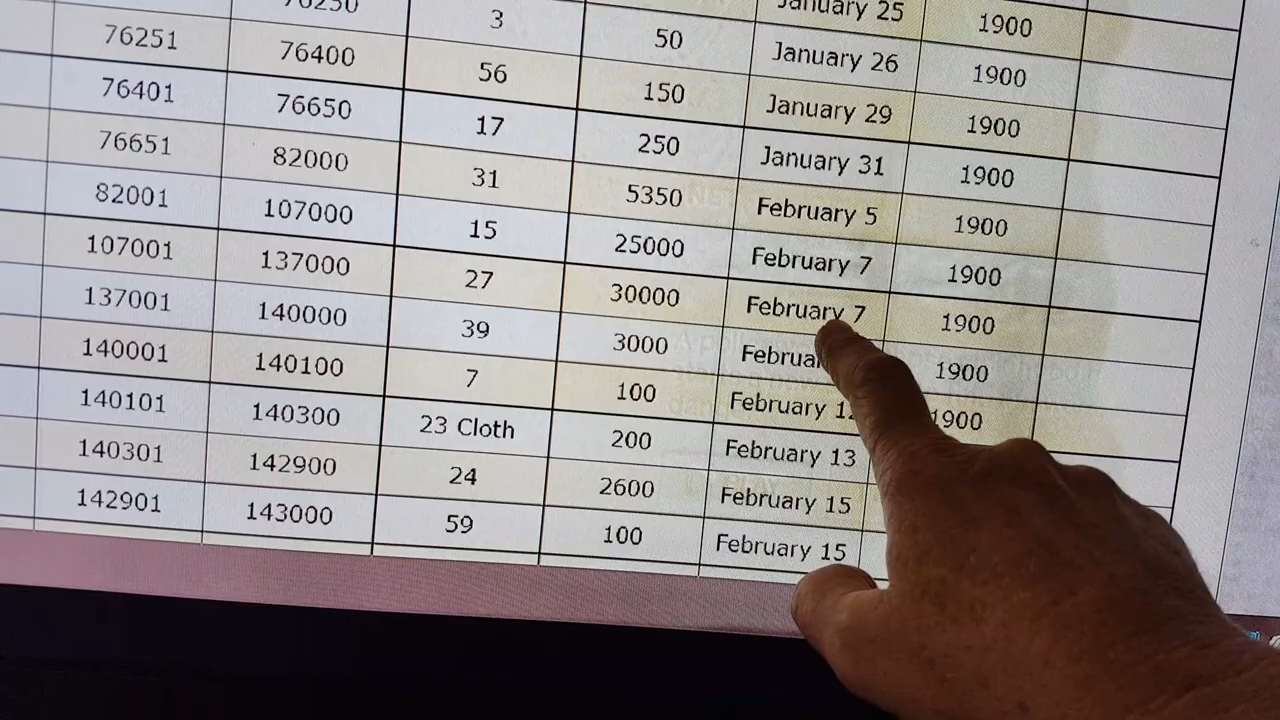 January 25 1900
76250 3 50 January 26 1900
76251 76400 56 150 January 29 1900
76401 76650 17 250 January 31 1900
76651 82000 31 5350 February 5 1900
82001 107000 15 25000 February 7 1900
107001 137000 27 30000 February 7 1900
137001 140000 39 3000 1900
140001 140100 7 100 February 1900
140101 140300 23 Cloth 200 February 13
140301 142900 24 2600 February 15
142901 143000 59 100 February 15